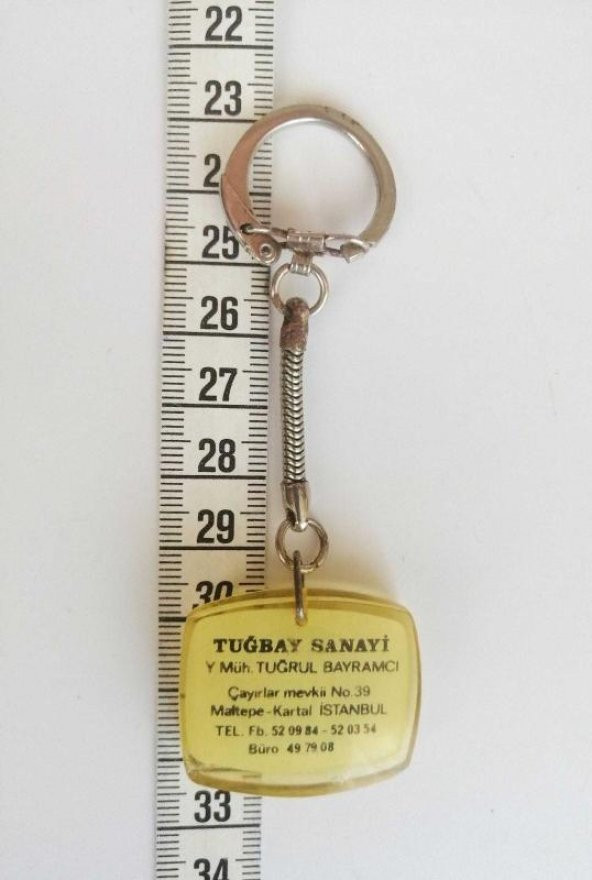 22
23
2
25
26
27
28
29
30
TUĞBAY SANAYİ
Y Müh. TUĞRUL BAYRAMCI
Çayırlar mevkii No.39
Maltepe-Kartal İSTANBUL
TEL. Fb. 52 09 84 - 52 03 54
Büro 49 79 08
33
34